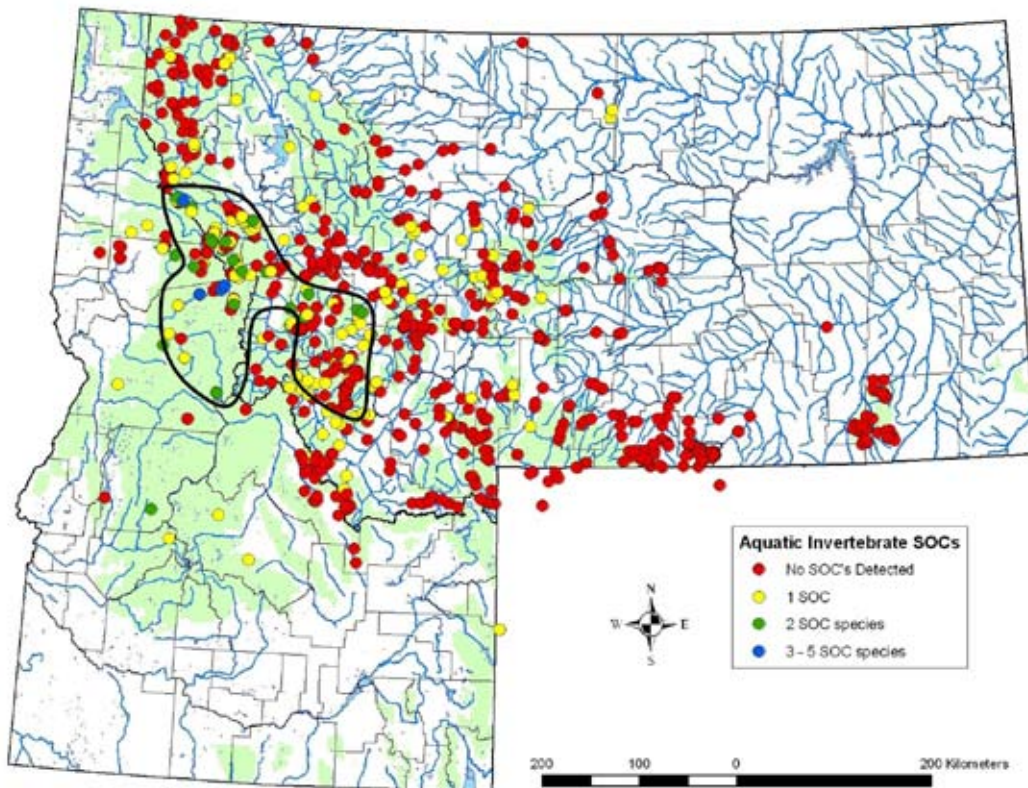 Aquatic Invertebrate SOCs
No SOC's Detected
1 SOC
2 SOC species
3 - 5 SOC species
N
W E
S
200 100 0 200 Kilometers